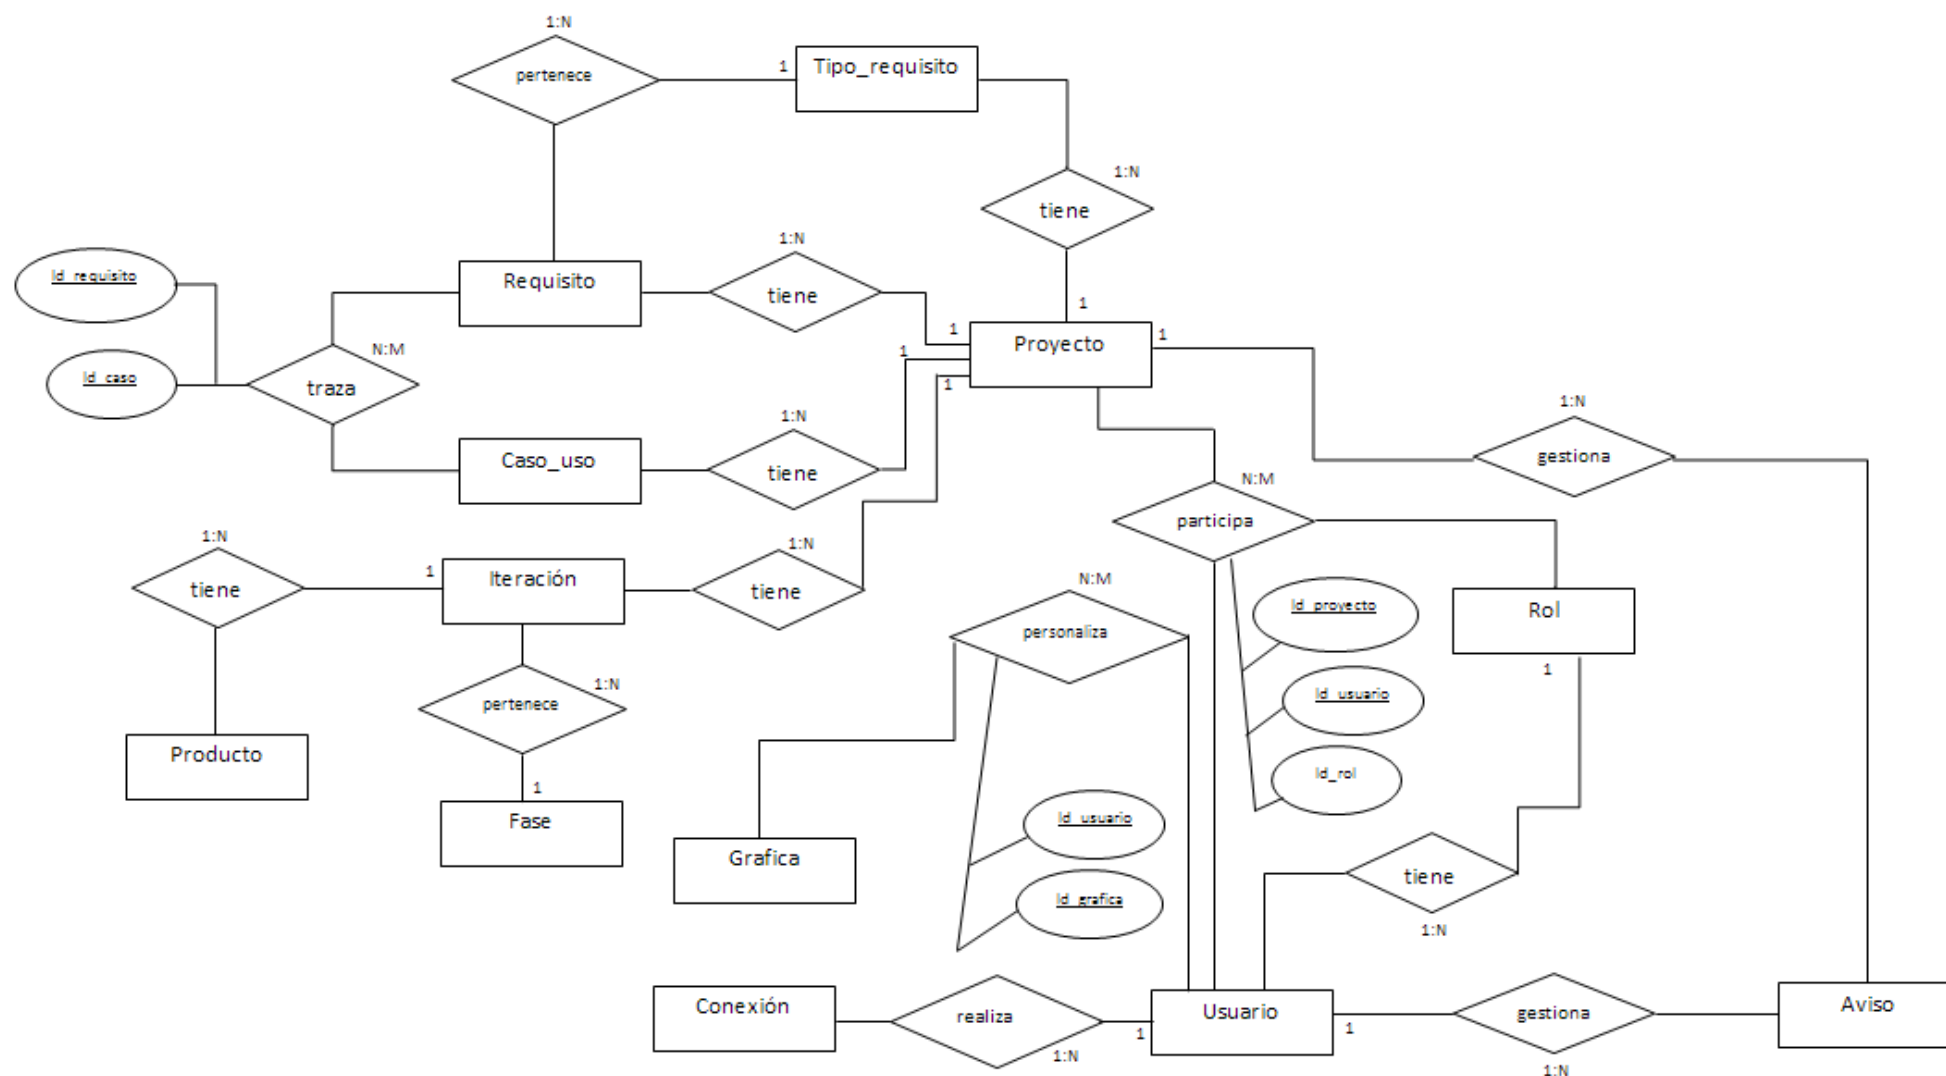 1:N
pertenece
1
Tipo_requisito
1:N
tiene
1
Id_requisito
Requisito
1:N
tiene
1
Proyecto
1
Id_caso
N:M
traza
1
1
Caso_uso
1:N
tiene
1:N
gestiona
N:M
participa
1:N
tiene
1
Iteración
1:N
tiene
N:M
personaliza
Id_proyecto
Rol
1
Id_usuario
Id_rol
1:N
pertenece
1
Producto
Fase
Grafica
Id_usuario
Id_grafica
tiene
1:N
Conexión
realiza
1:N
1
Usuario
1
gestiona
1:N
Aviso